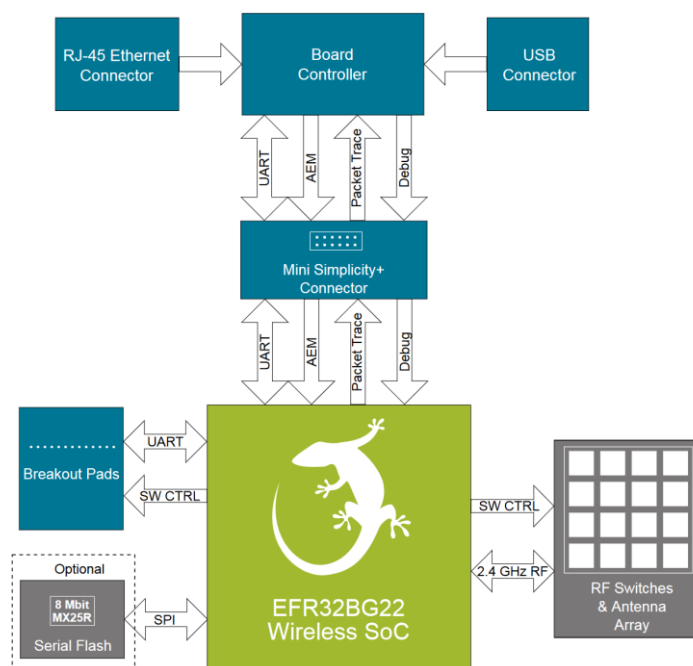 RJ-45 Ethernet
Connector
Board
Controller
USB
Connector
UART
AEM
Packet Trace
Debug
Mini Simplicity+
Connector
UART
AEM
Packet Trace
Debug
Breakout Pads
UART
SW CTRL
Optional
8 Mbit
MX25R
Serial Flash
SPI
EFR32BG22
Wireless SoC
SW CTRL
2.4 GHz RF
RF Switches
& Antenna
Array